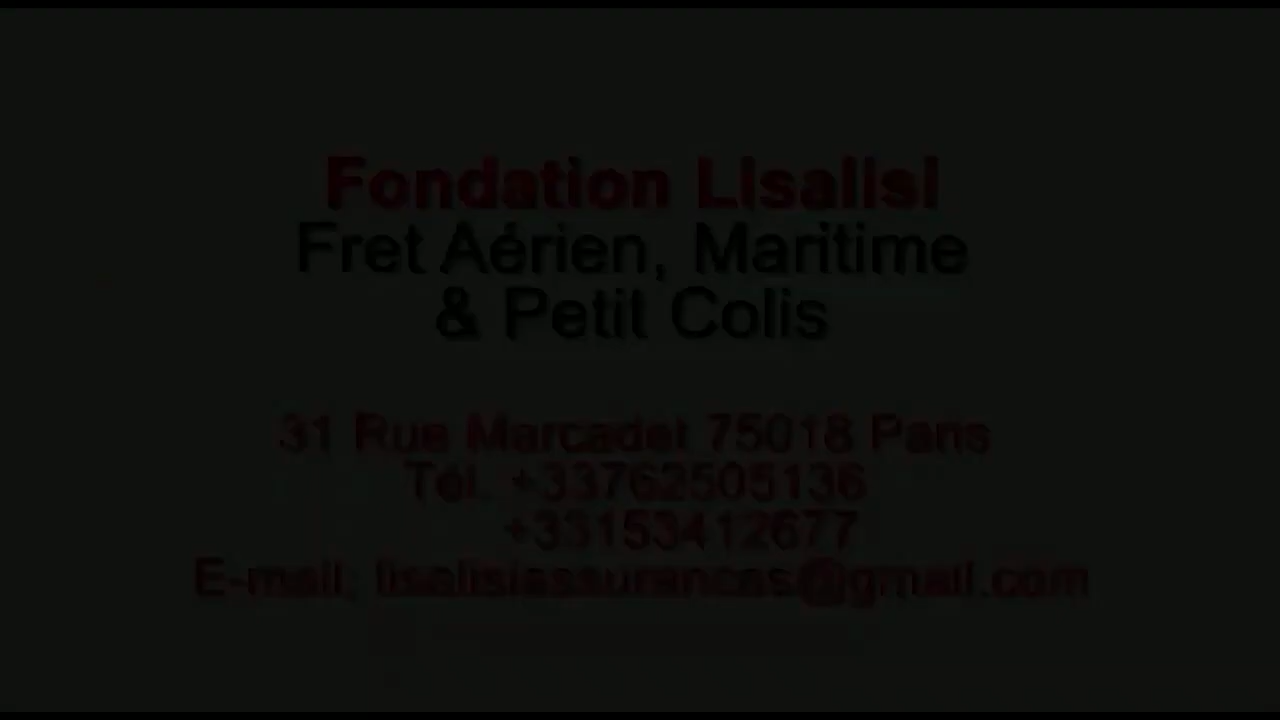 Fondation Lisalisi
Fret Aérien, Maritime
& Petit Colis
31 Rue Marcadet 75018 Paris
Tél. +33762505136
+33153412677
E-mail; lisalisiassurances@gmail.com